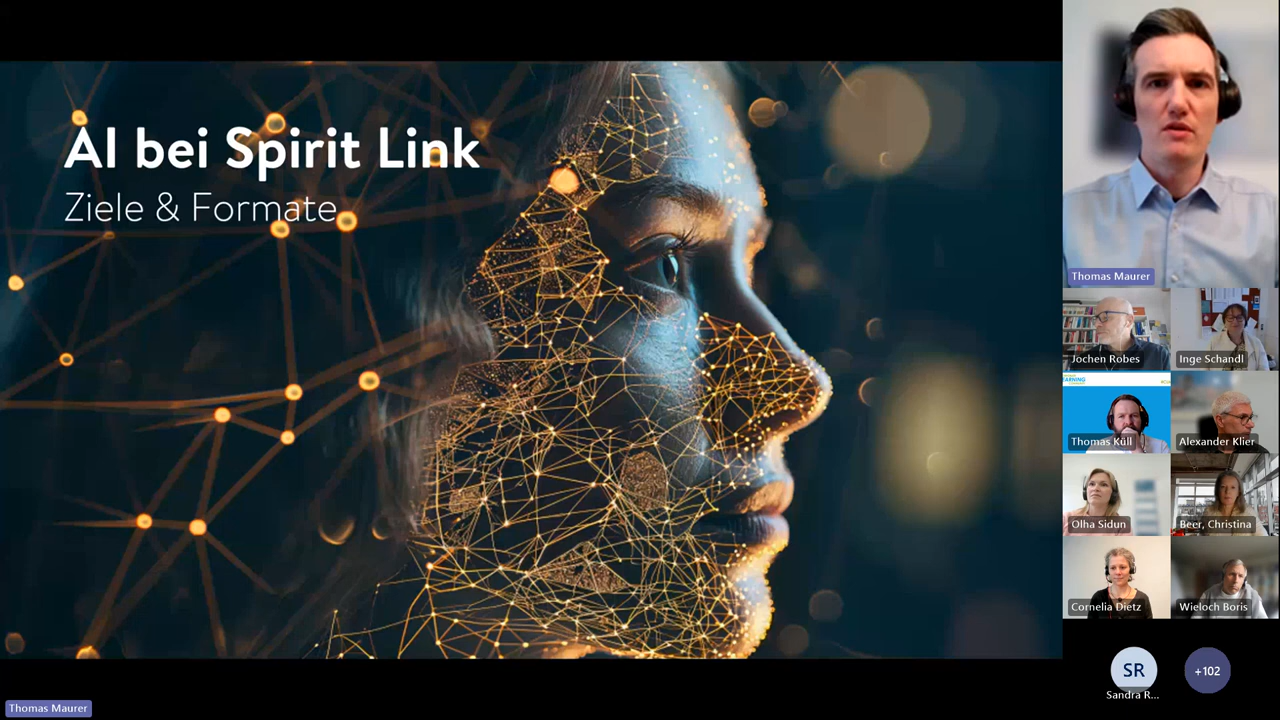 AI bei Spirit Link
Ziele & Formate
Thomas Maurer
Jochen Robes
Inge Schandl
Thomas Küll
Alexander Klier
Olha Sidun
Beer, Christina
Cornelia Dietz
Wieloch Boris
SR
+102
Sandra R...
Thomas Maurer